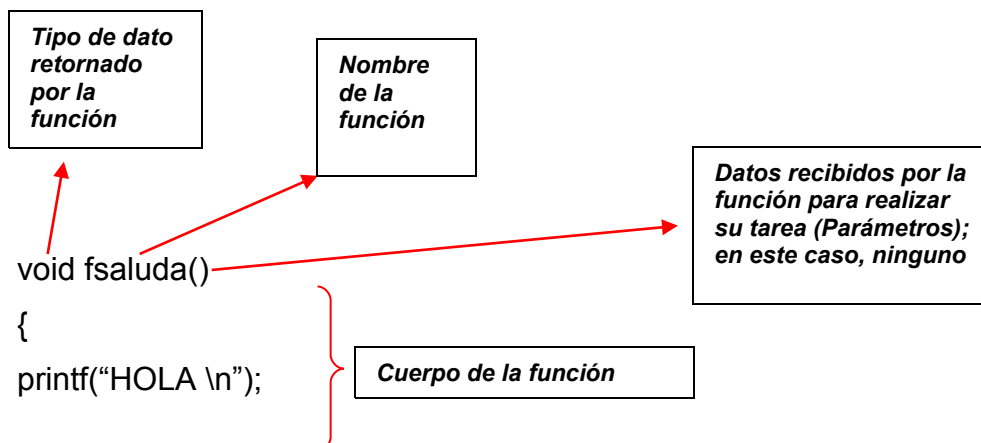 Tipo de dato
retornado
por la
función
Nombre
de la
función
Datos recibidos por la
función para realizar
su tarea (Parámetros);
en este caso, ninguno
void fsaluda()
{
printf(“HOLA \n”);
Cuerpo de la función